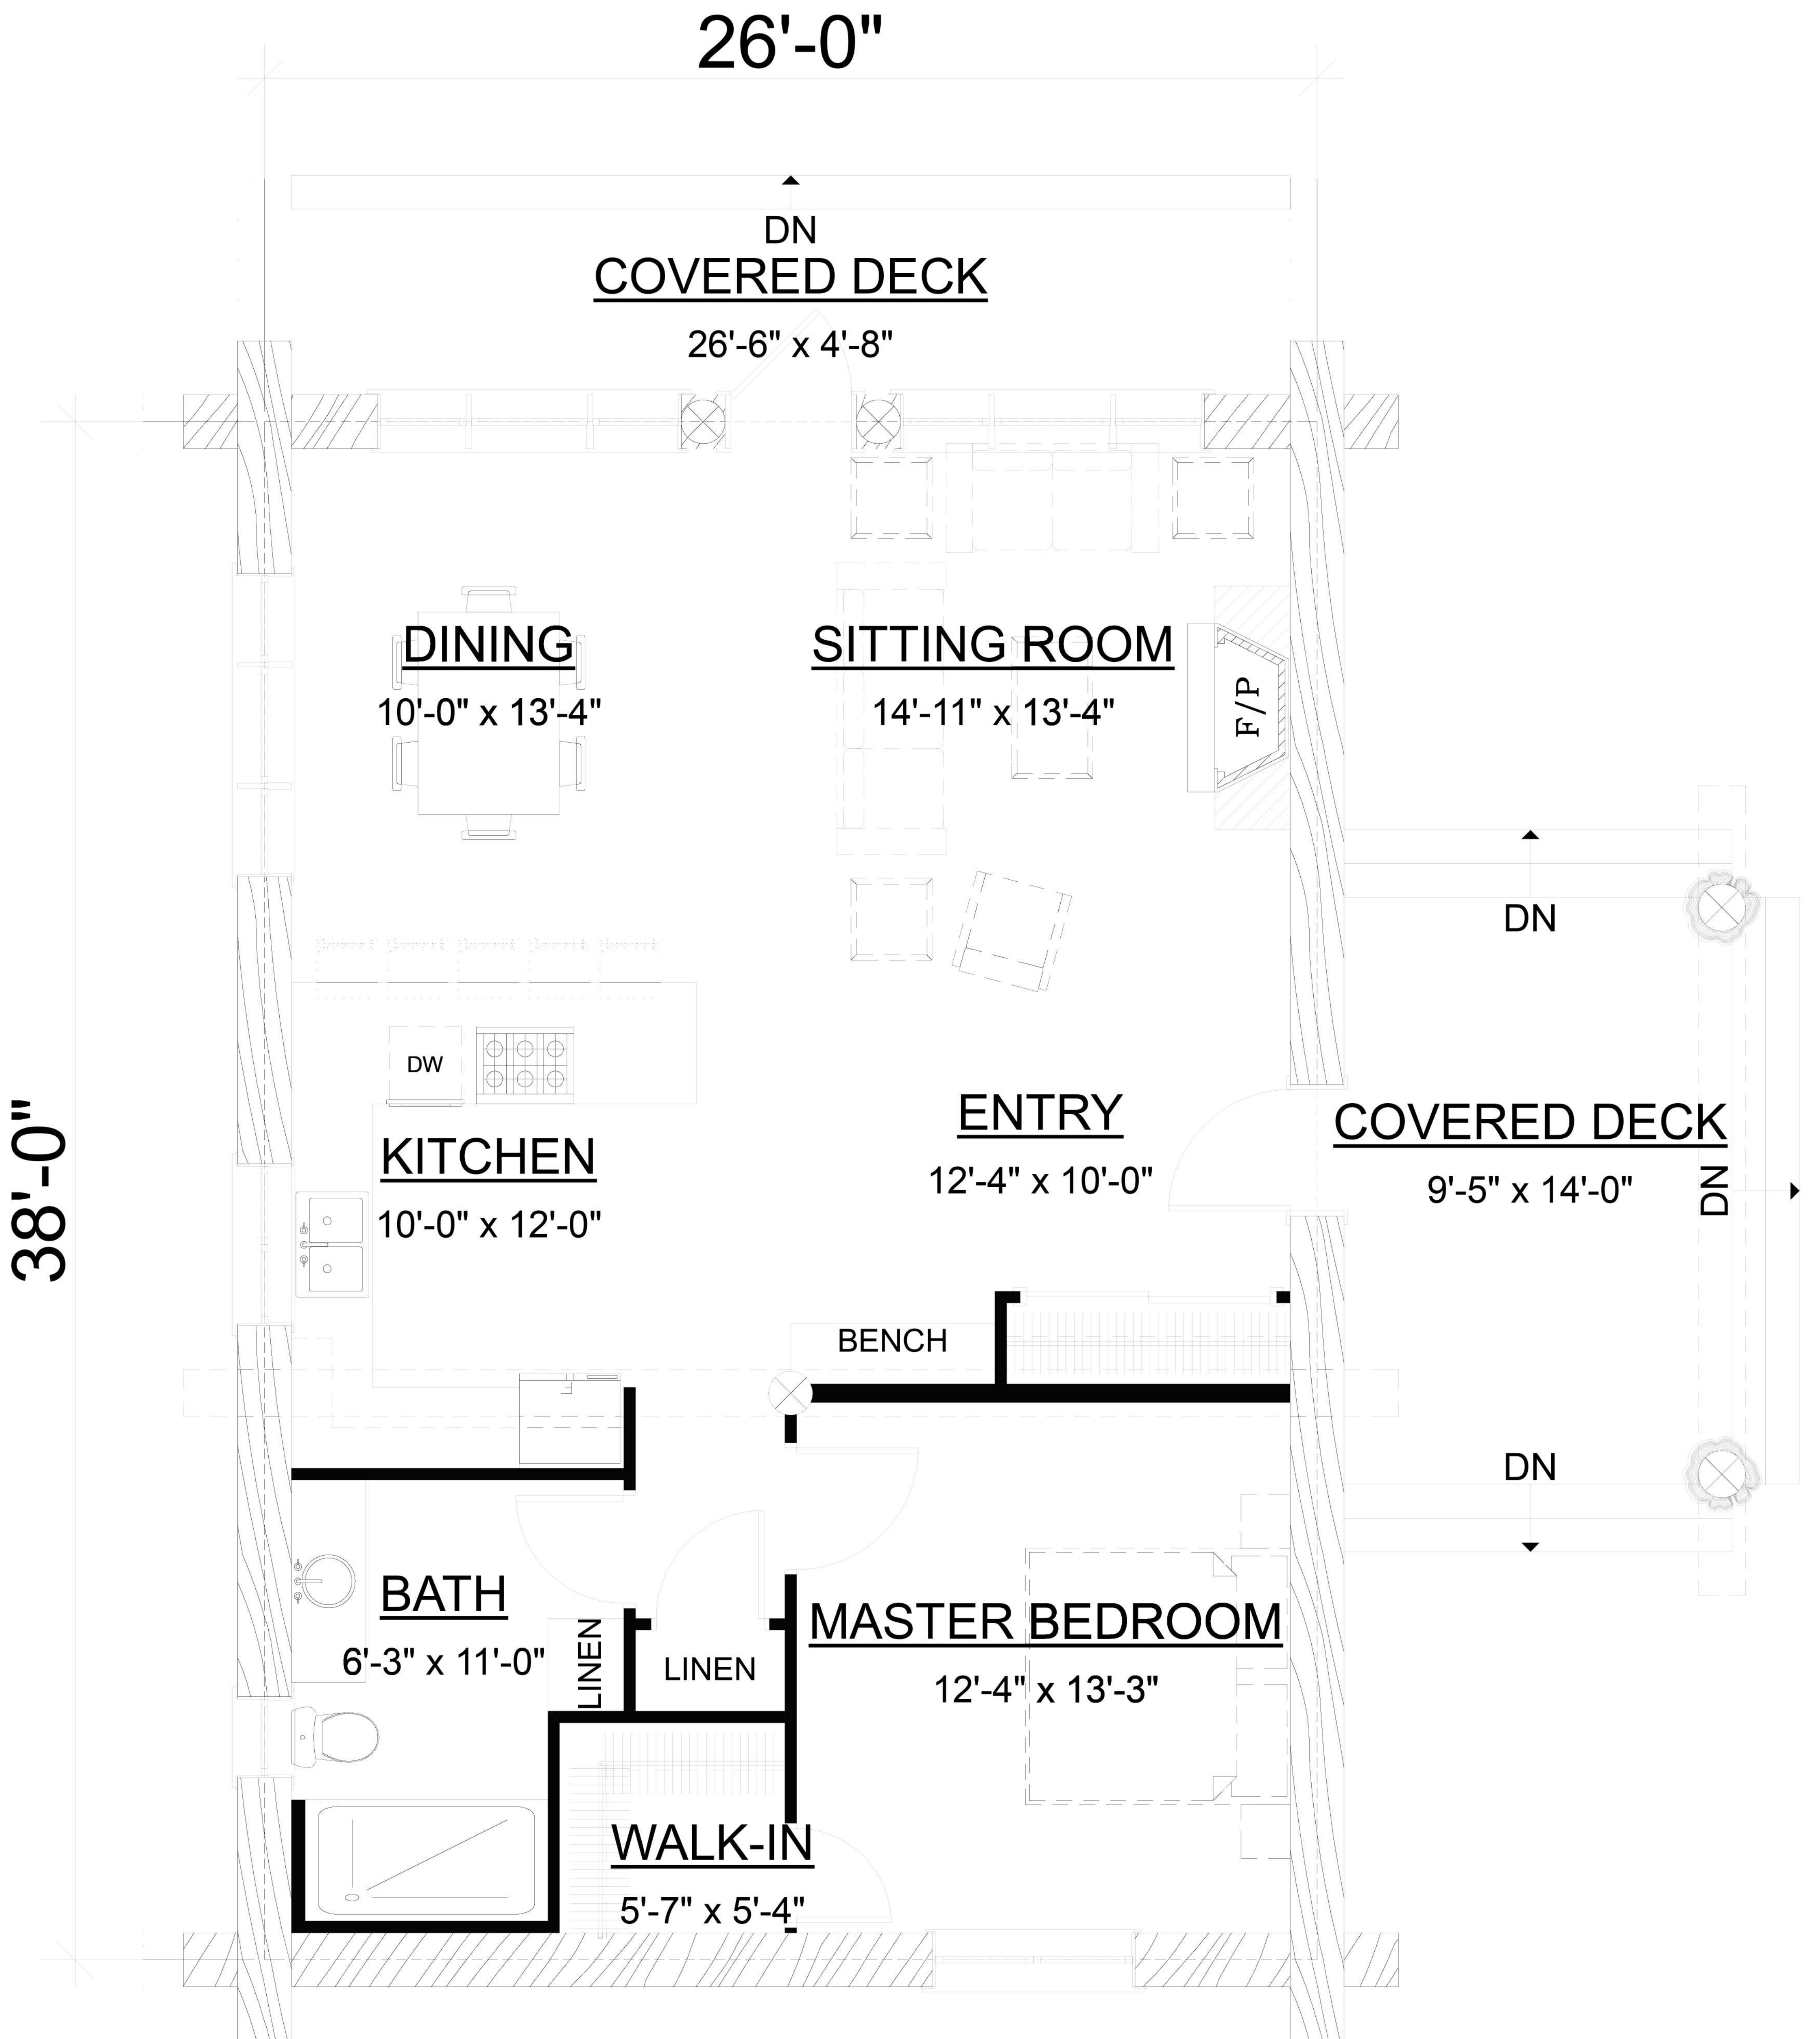 26'-0"
DN
COVERED DECK
26'-6" x 4'-8"
DINING
10'-0" x 13'-4"
SITTING ROOM
14'-11" x 13'-4"
F/P
DN
DW
38'-0"
KITCHEN
10'-0" x 12'-0"
ENTRY
12'-4" x 10'-0"
COVERED DECK
9'-5" x 14'-0"
DN
BENCH
DN
BATH
6'-3" x 11'-0"
LINEN
LINEN
MASTER BEDROOM
12'-4" x 13'-3"
WALK-IN
5'-7" x 5'-4"